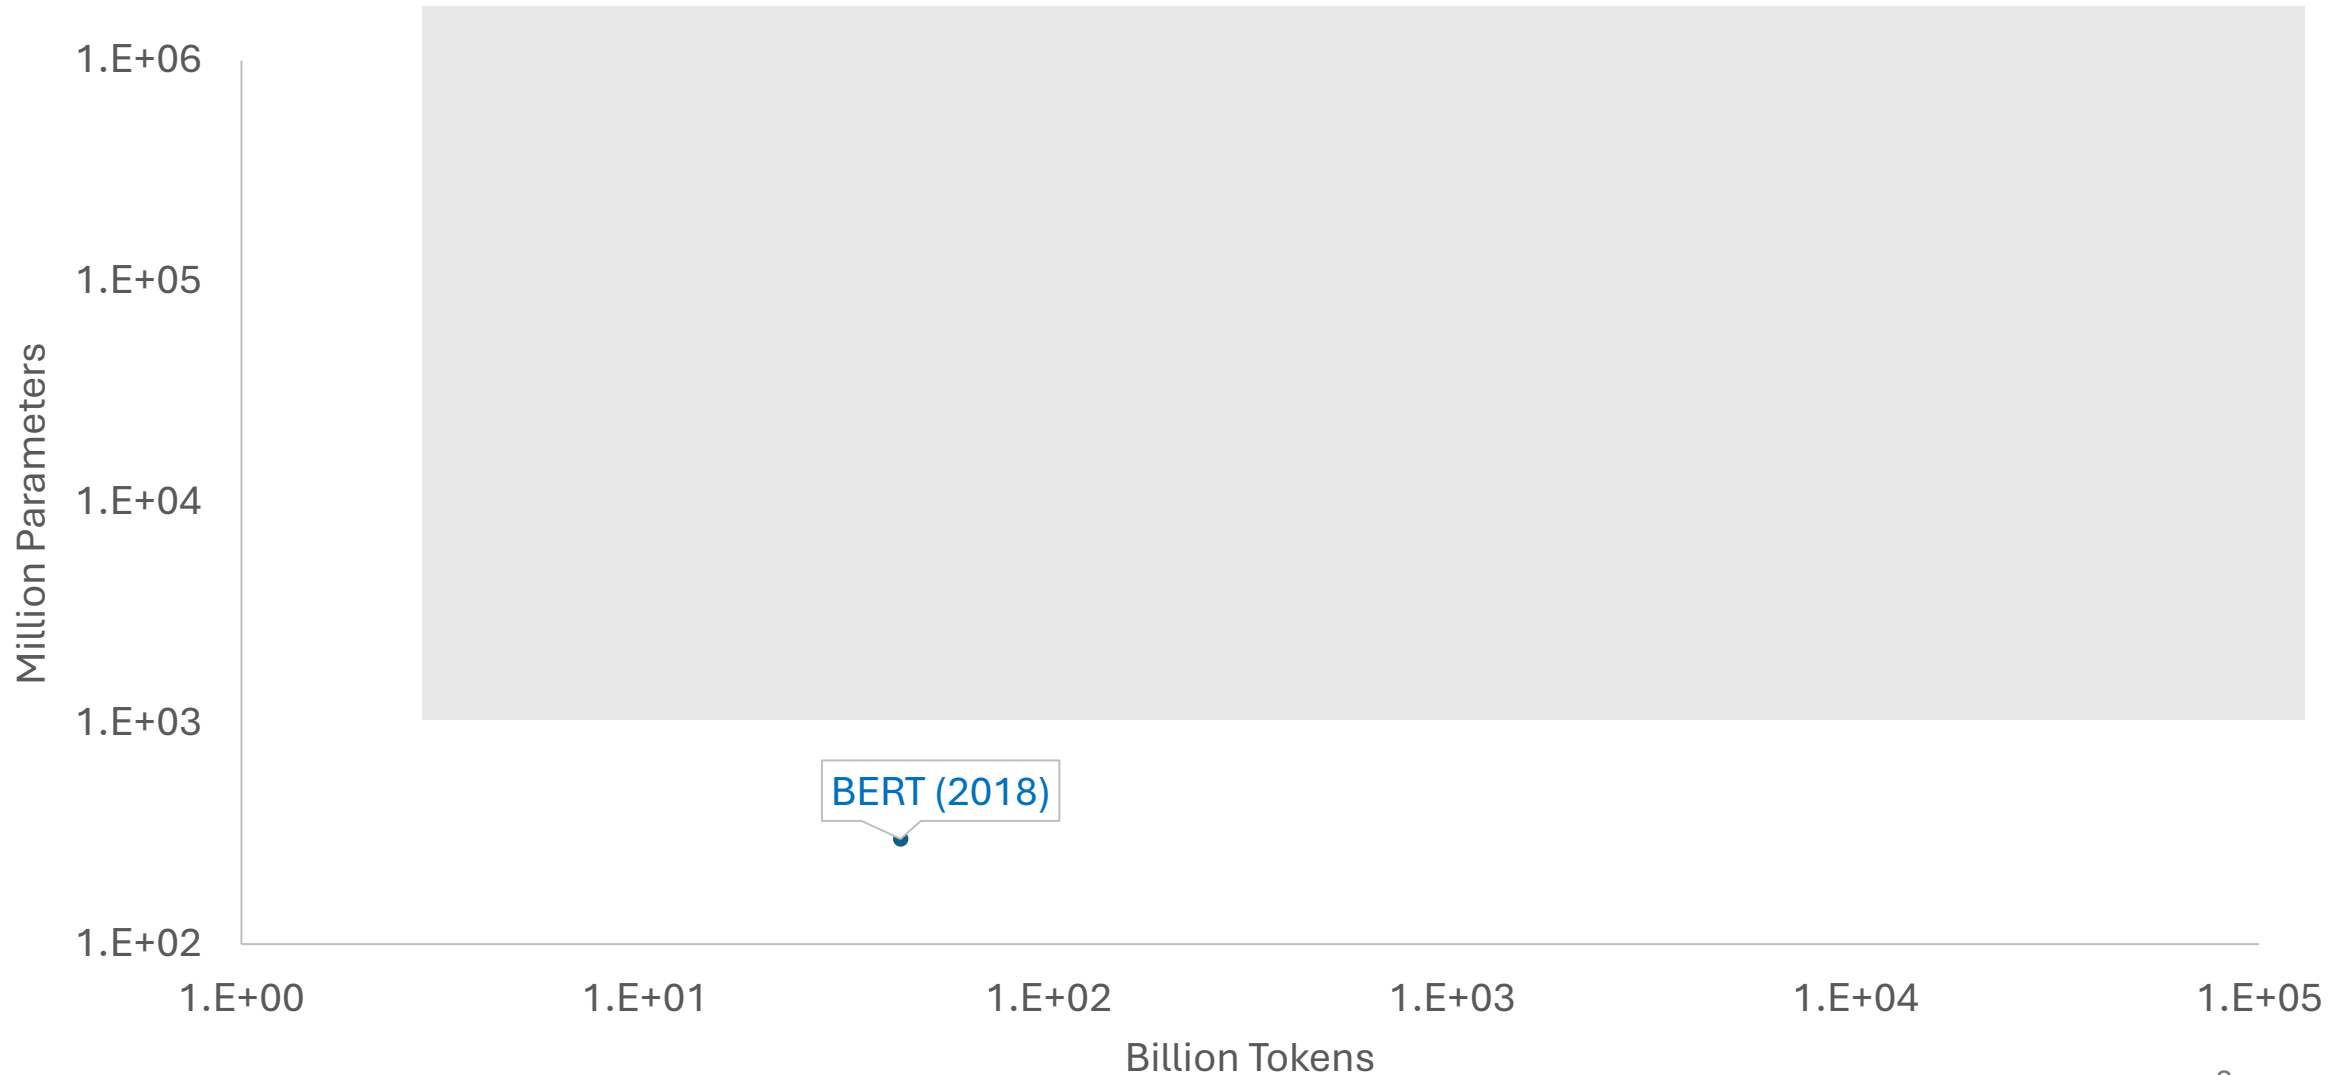 1.E+06
1.E+05
1.E+04
1.E+03
1.E+02
Million Parameters
BERT (2018)
1.E+00 1.E+01 1.E+02 1.E+03 1.E+04 1.E+05
Billion Tokens